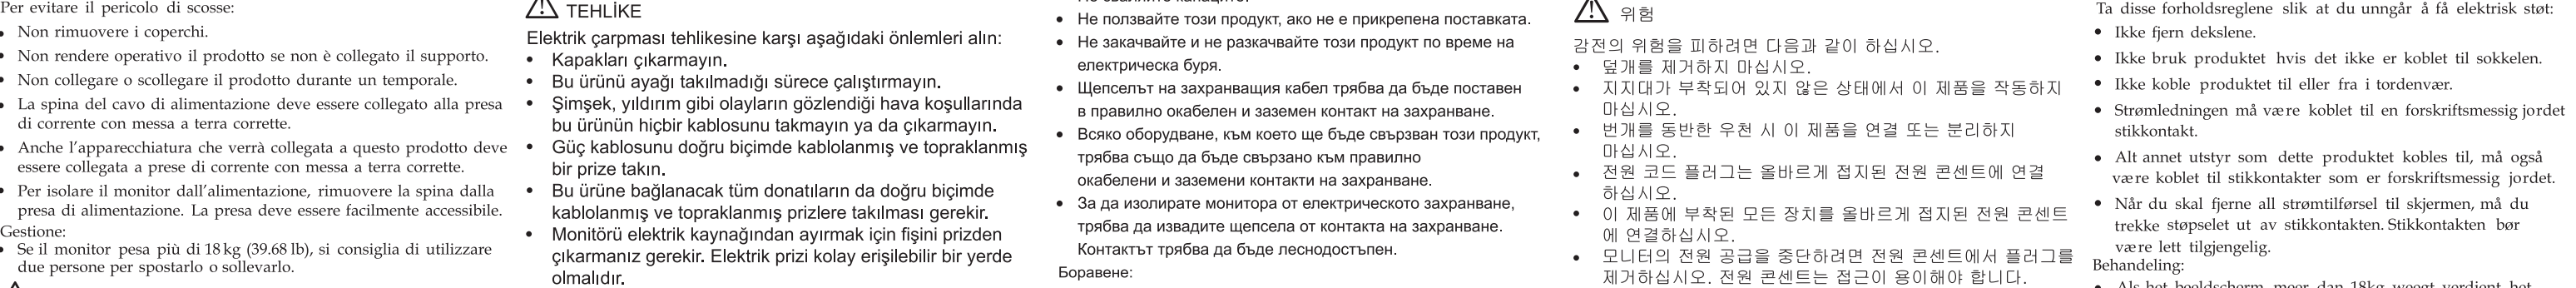 Per evitare il pericolo di scosse:
• Non rimuovere i coperchi.
• Non rendere operativo il prodotto se non è collegato il supporto.
• Non collegare o scollegare il prodotto durante un temporale.
• La spina del cavo di alimentazione deve essere collegato alla presa
di corrente con messa a terra corrette.
• Anche l'apparecchiatura che verrà collegata a questo prodotto deve
essere collegata a prese di corrente con messa a terra corrette.
• Per isolare il monitor dall'alimentazione, rimuovere la spina dalla
presa di alimentazione. La presa deve essere facilmente accessibile.
Gestione:
• Se il monitor pesa più di 18 kg (39.68 lb), si consiglia di utilizzare
due persone per spostarlo o sollevarlo.
TEHLİKE
Elektrik çarpması tehlikesine karşı aşağıdaki önlemleri alın:
• Kapakları çıkarmayın.
• Bu ürünü ayağı takılmadığı sürece çalıştırmayın.
• Şimşek, yıldırım gibi olayların gözlendiği hava koşullarında
bu ürünün hiçbir kablosunu takmayın ya da çıkarmayın.
• Güç kablosunu doğru biçimde kablolanmış ve topraklanmış
bir prize takın.
• Bu ürüne bağlanacak tüm donatıların da doğru biçimde
kablolanmış ve topraklanmış prizlere takılması gerekir.
• Monitörü elektrik kaynağından ayırmak için fişini prizden
çıkarmanız gerekir. Elektrik prizi kolay erişilebilir bir yerde
olmalıdır.
• Не ползвайте този продукт, ако не е прикрепена поставката.
• Не закачвайте и не разкачвайте този продукт по време на
електрическа буря.
• Щепселът на захранващия кабел трябва да бъде поставен
в правилно окабелен и заземен контакт на захранване.
• Всяко оборудване, към което ще бъде свързван този продукт,
трябва също да бъде свързано към правилно
окабелени и заземени контакти на захранване.
• За да изолирате монитора от електрическото захранване,
трябва да извадите щепсела от контакта на захранване.
Контактът трябва да бъде леснодостъпен.
Боравене:
위험
감전의 위험을 피하려면 다음과 같이 하십시오.
• 덮개를 제거하지 마십시오.
• 지지대가 부착되어 있지 않은 상태에서 이 제품을 작동하지
마십시오.
• 번개를 동반한 우천 시 이 제품을 연결 또는 분리하지
마십시오.
• 전원 코드 플러그는 올바르게 접지된 전원 콘센트에 연결
하십시오.
• 이 제품에 부착된 모든 장치를 올바르게 접지된 전원 콘센트
에 연결하십시오.
• 모니터의 전원 공급을 중단하려면 전원 콘센트에서 플러그를
제거하십시오. 전원 콘센트는 접근이 용이해야 합니다.
Ta disse forholdsreglene slik at du unngår å få elektrisk støt:
• Ikke fjern dekslene.
• Ikke bruk produktet hvis det ikke er koblet til sokkelen.
• Ikke koble produktet til eller fra i tordenvær.
• Strømledningen må være koblet til en forskriftsmessig jordet
stikkontakt.
• Alt annet utstyr som dette produktet kobles til, må også
være koblet til stikkontakter som er forskriftsmessig jordet.
• Når du skal fjerne all strømtilførsel til skjermen, må du
trekke støpselet ut av stikkontakten. Stikkontakten bør
være lett tilgjengelig.
Behandeling: